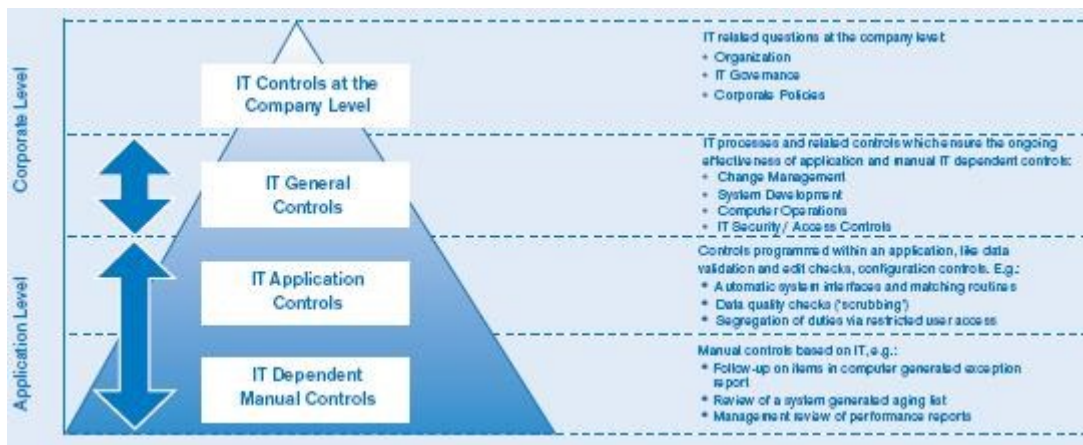 Corporate Level
Application Level
IT Controls at the
Company Level
IT General
Controls
IT Application
Controls
IT Dependent
Manual Controls
IT related questions at the company level:
• Organization
• IT Governance
• Corporate Policies
IT processes and related controls which ensure the ongoing
effectiveness of application and manual IT dependent controls:
• Change Management
• System Development
• Computer Operations
• IT Security / Access Controls
Controls programmed within an application, like data
validation and edit checks, configuration controls. E.g.:
• Automatic system interfaces and matching routines
• Data quality checks ('scrubbing')
• Segregation of duties via restricted user access
Manual controls based on IT, e.g.:
• Follow-up on items in computer generated exception
report
• Review of a system generated aging list
• Management review of performance reports